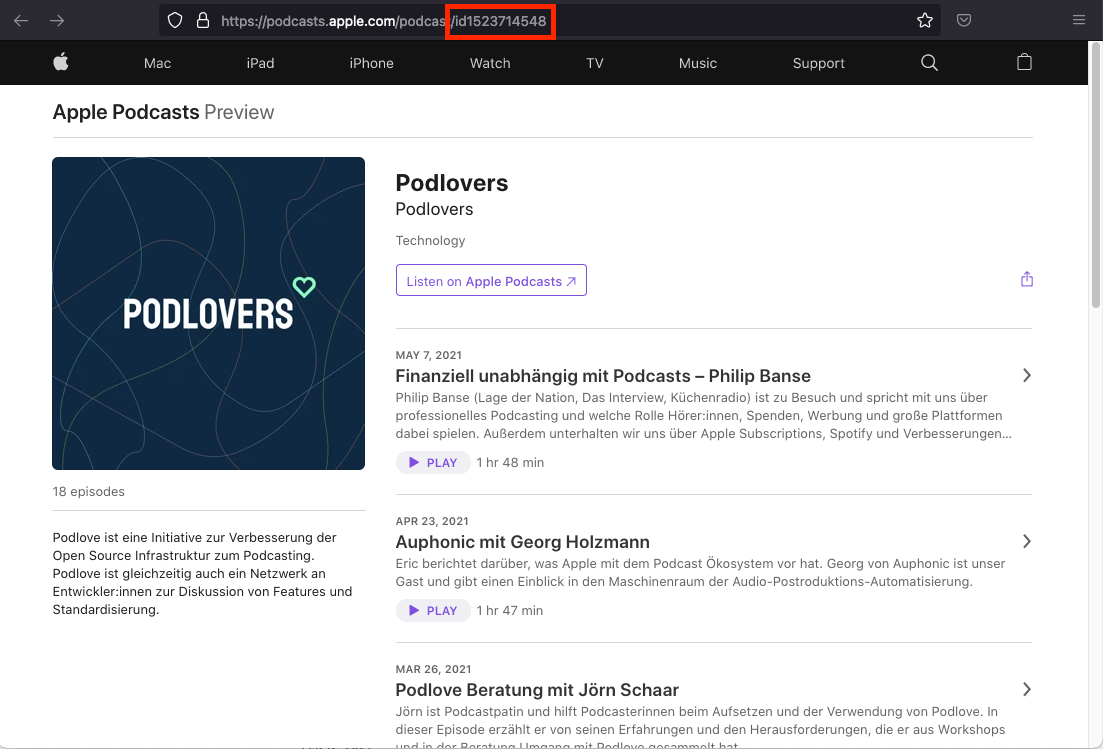 https://podcasts.apple.com/podcas/id1523714548
Mac iPad iPhone Watch TV Music Support
Apple Podcasts Preview
PODLOVERS
18 episodes
Podlove ist eine Initiative zur Verbesserung der
Open Source Infrastruktur zum Podcasting.
Podlove ist gleichzeitig auch ein Netzwerk an
Entwickler:innen zur Diskussion von Features und
Standardisierung.
Podlovers
Podlovers
Technology
Listen on Apple Podcasts ↗
MAY 7, 2021
Finanziell unabhängig mit Podcasts – Philip Banse
Philip Banse (Lage der Nation, Das Interview, Küchenradio) ist zu Besuch und spricht mit uns über
professionelles Podcasting und welche Rolle Hörer:innen, Spenden, Werbung und große Plattformen
dabei spielen. Außerdem unterhalten wir uns über Apple Subscriptions, Spotify und Verbesserungen...
PLAY 1 hr 48 min
APR 23, 2021
Auphonic mit Georg Holzmann
Eric berichtet darüber, was Apple mit dem Podcast Ökosystem vor hat. Georg von Auphonic ist unser
Gast und gibt einen Einblick in den Maschinenraum der Audio-Postroduktions-Automatisierung.
PLAY 1 hr 47 min
MAR 26, 2021
Podlove Beratung mit Jörn Schaar
Jörn ist Podcastpatin und hilft Podcasterinnen beim Aufsetzen und der Verwendung von Podlove. In
dieser Episode erzählt er von seinen Erfahrungen und den Herausforderungen, die er aus Workshops
und in der Beratung Umgang mit Podlove gesammelt hat.